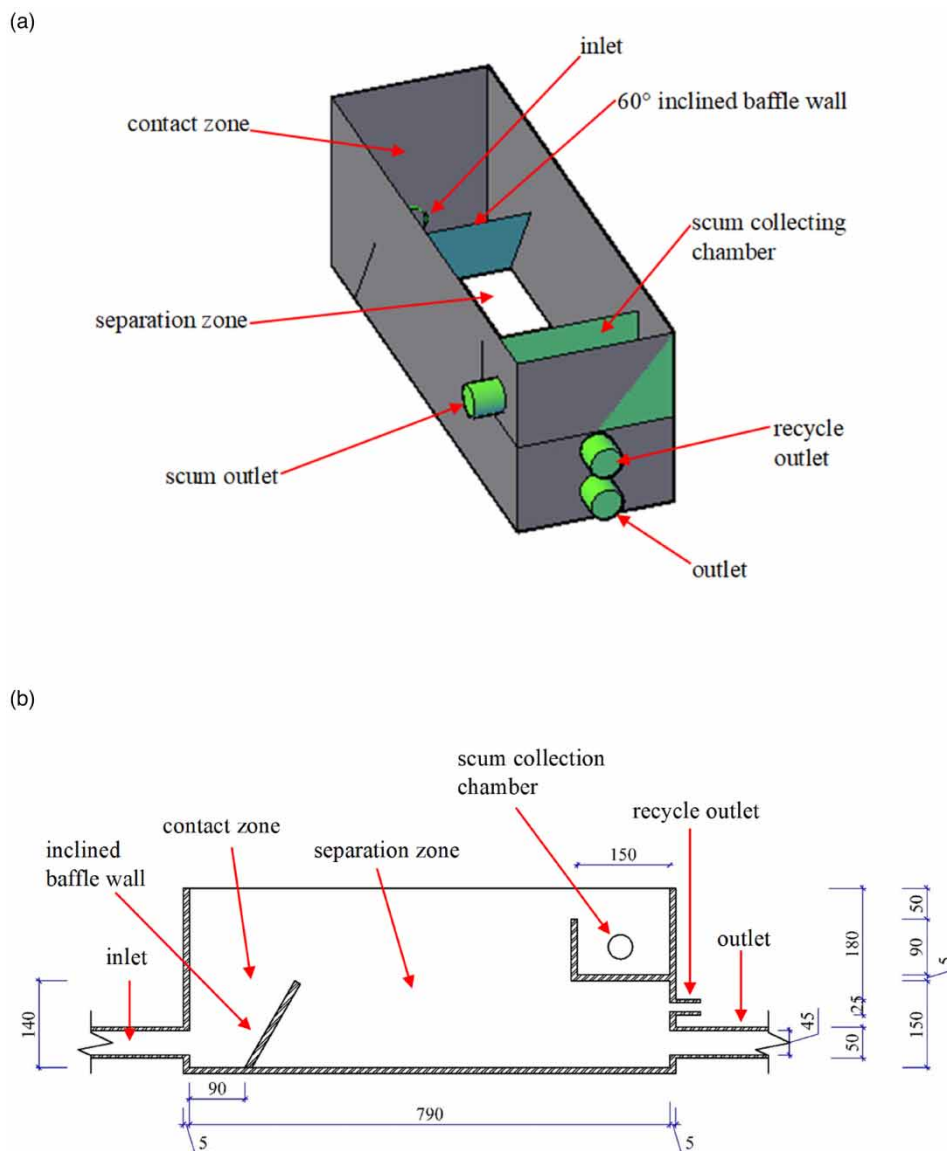 (a)
inlet
60° inclined baffle wall
contact zone
scum collecting
chamber
separation zone
recycle
outlet
scum outlet
outlet
(b)
scum collection
chamber
recycle outlet
contact zone
inclined
baffle wall
separation zone
150
inlet
outlet
50
180
90
5
140
25
45
150
50
90
790
5
5